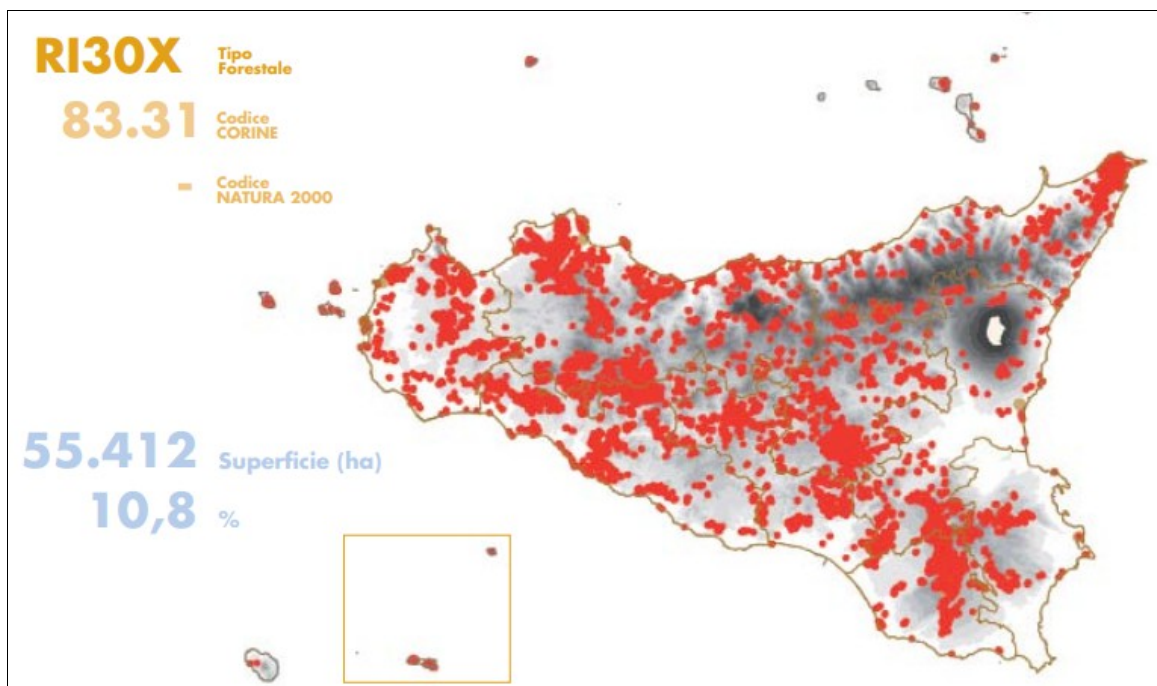 RI30X
Tipo
Forestale
83.31
Codice
CORINE
-
Codice
NATURA 2000
55.412
Superficie (ha)
10,8
%